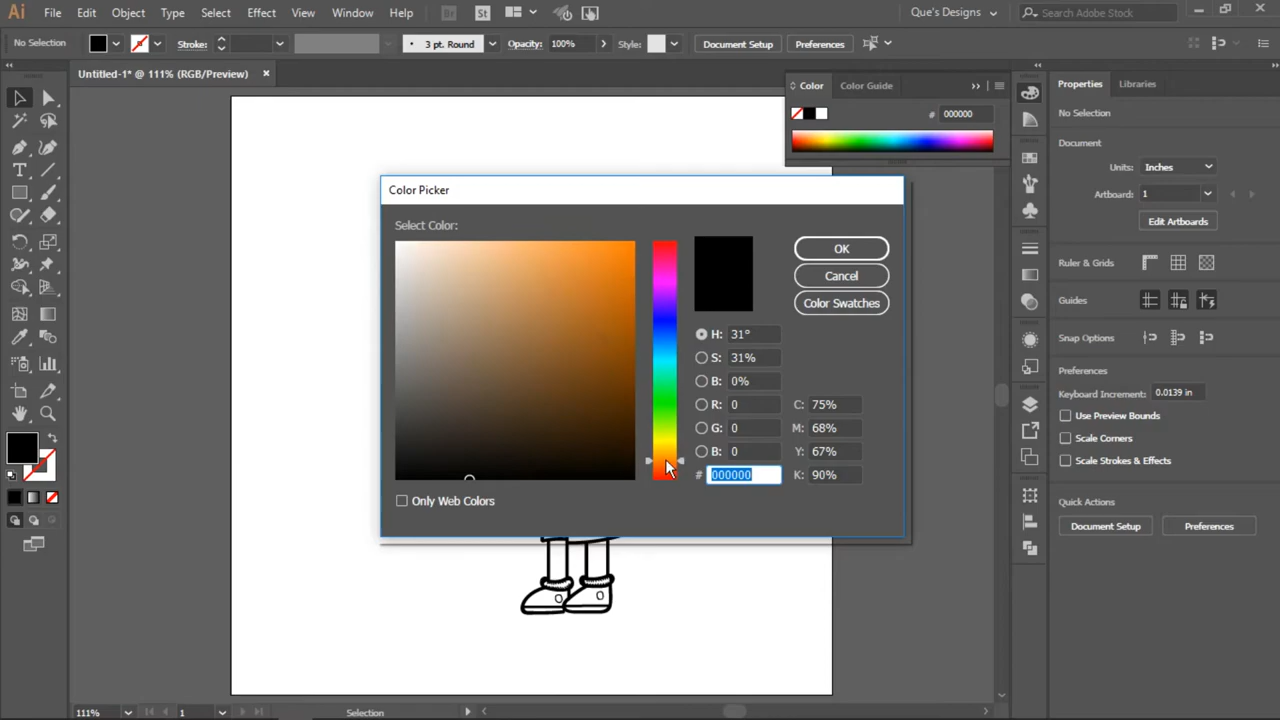 Ai File Edit Object Type Select Effect View Window Help Br St Que's Designs Search Adobe Stock
No Selection Stroke: 3 pt. Round Opacity: 100% Style: Document Setup Preferences
Untitled-1* @ 111% (RGB/Preview) ×
Color Color Guide
# 000000
Properties Libraries
No Selection
Document
Units: Inches
Artboard: 1
Edit Artboards
Ruler & Grids
Guides
Snap Options
Preferences
Keyboard Increment: 0.0139 in
Use Preview Bounds
Scale Corners
Scale Strokes & Effects
Quick Actions
Document Setup Preferences
Color Picker
Select Color:
OK
Cancel
Color Swatches
H: 31°
S: 31%
B: 0%
R: 0 C: 75%
G: 0 M: 68%
B: 0 Y: 67%
# 000000 K: 90%
Only Web Colors
111% 1 Selection